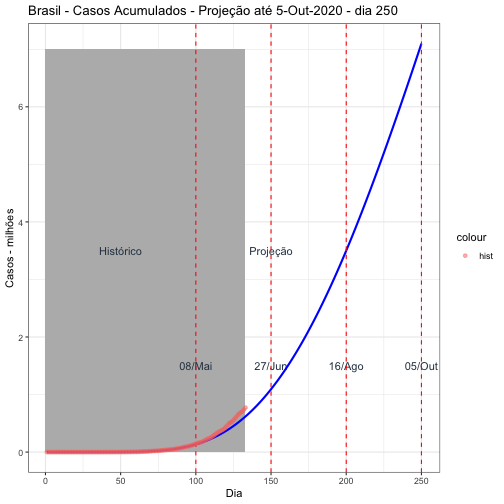 Brasil - Casos Acumulados - Projeção até 5-Out-2020 - dia 250
Casos - milhões
6
4
2
0
Histórico
Projeção
08/Mai
27/Jun
16/Ago
05/Out
0
50
100
150
200
250
Dia
colour
hist